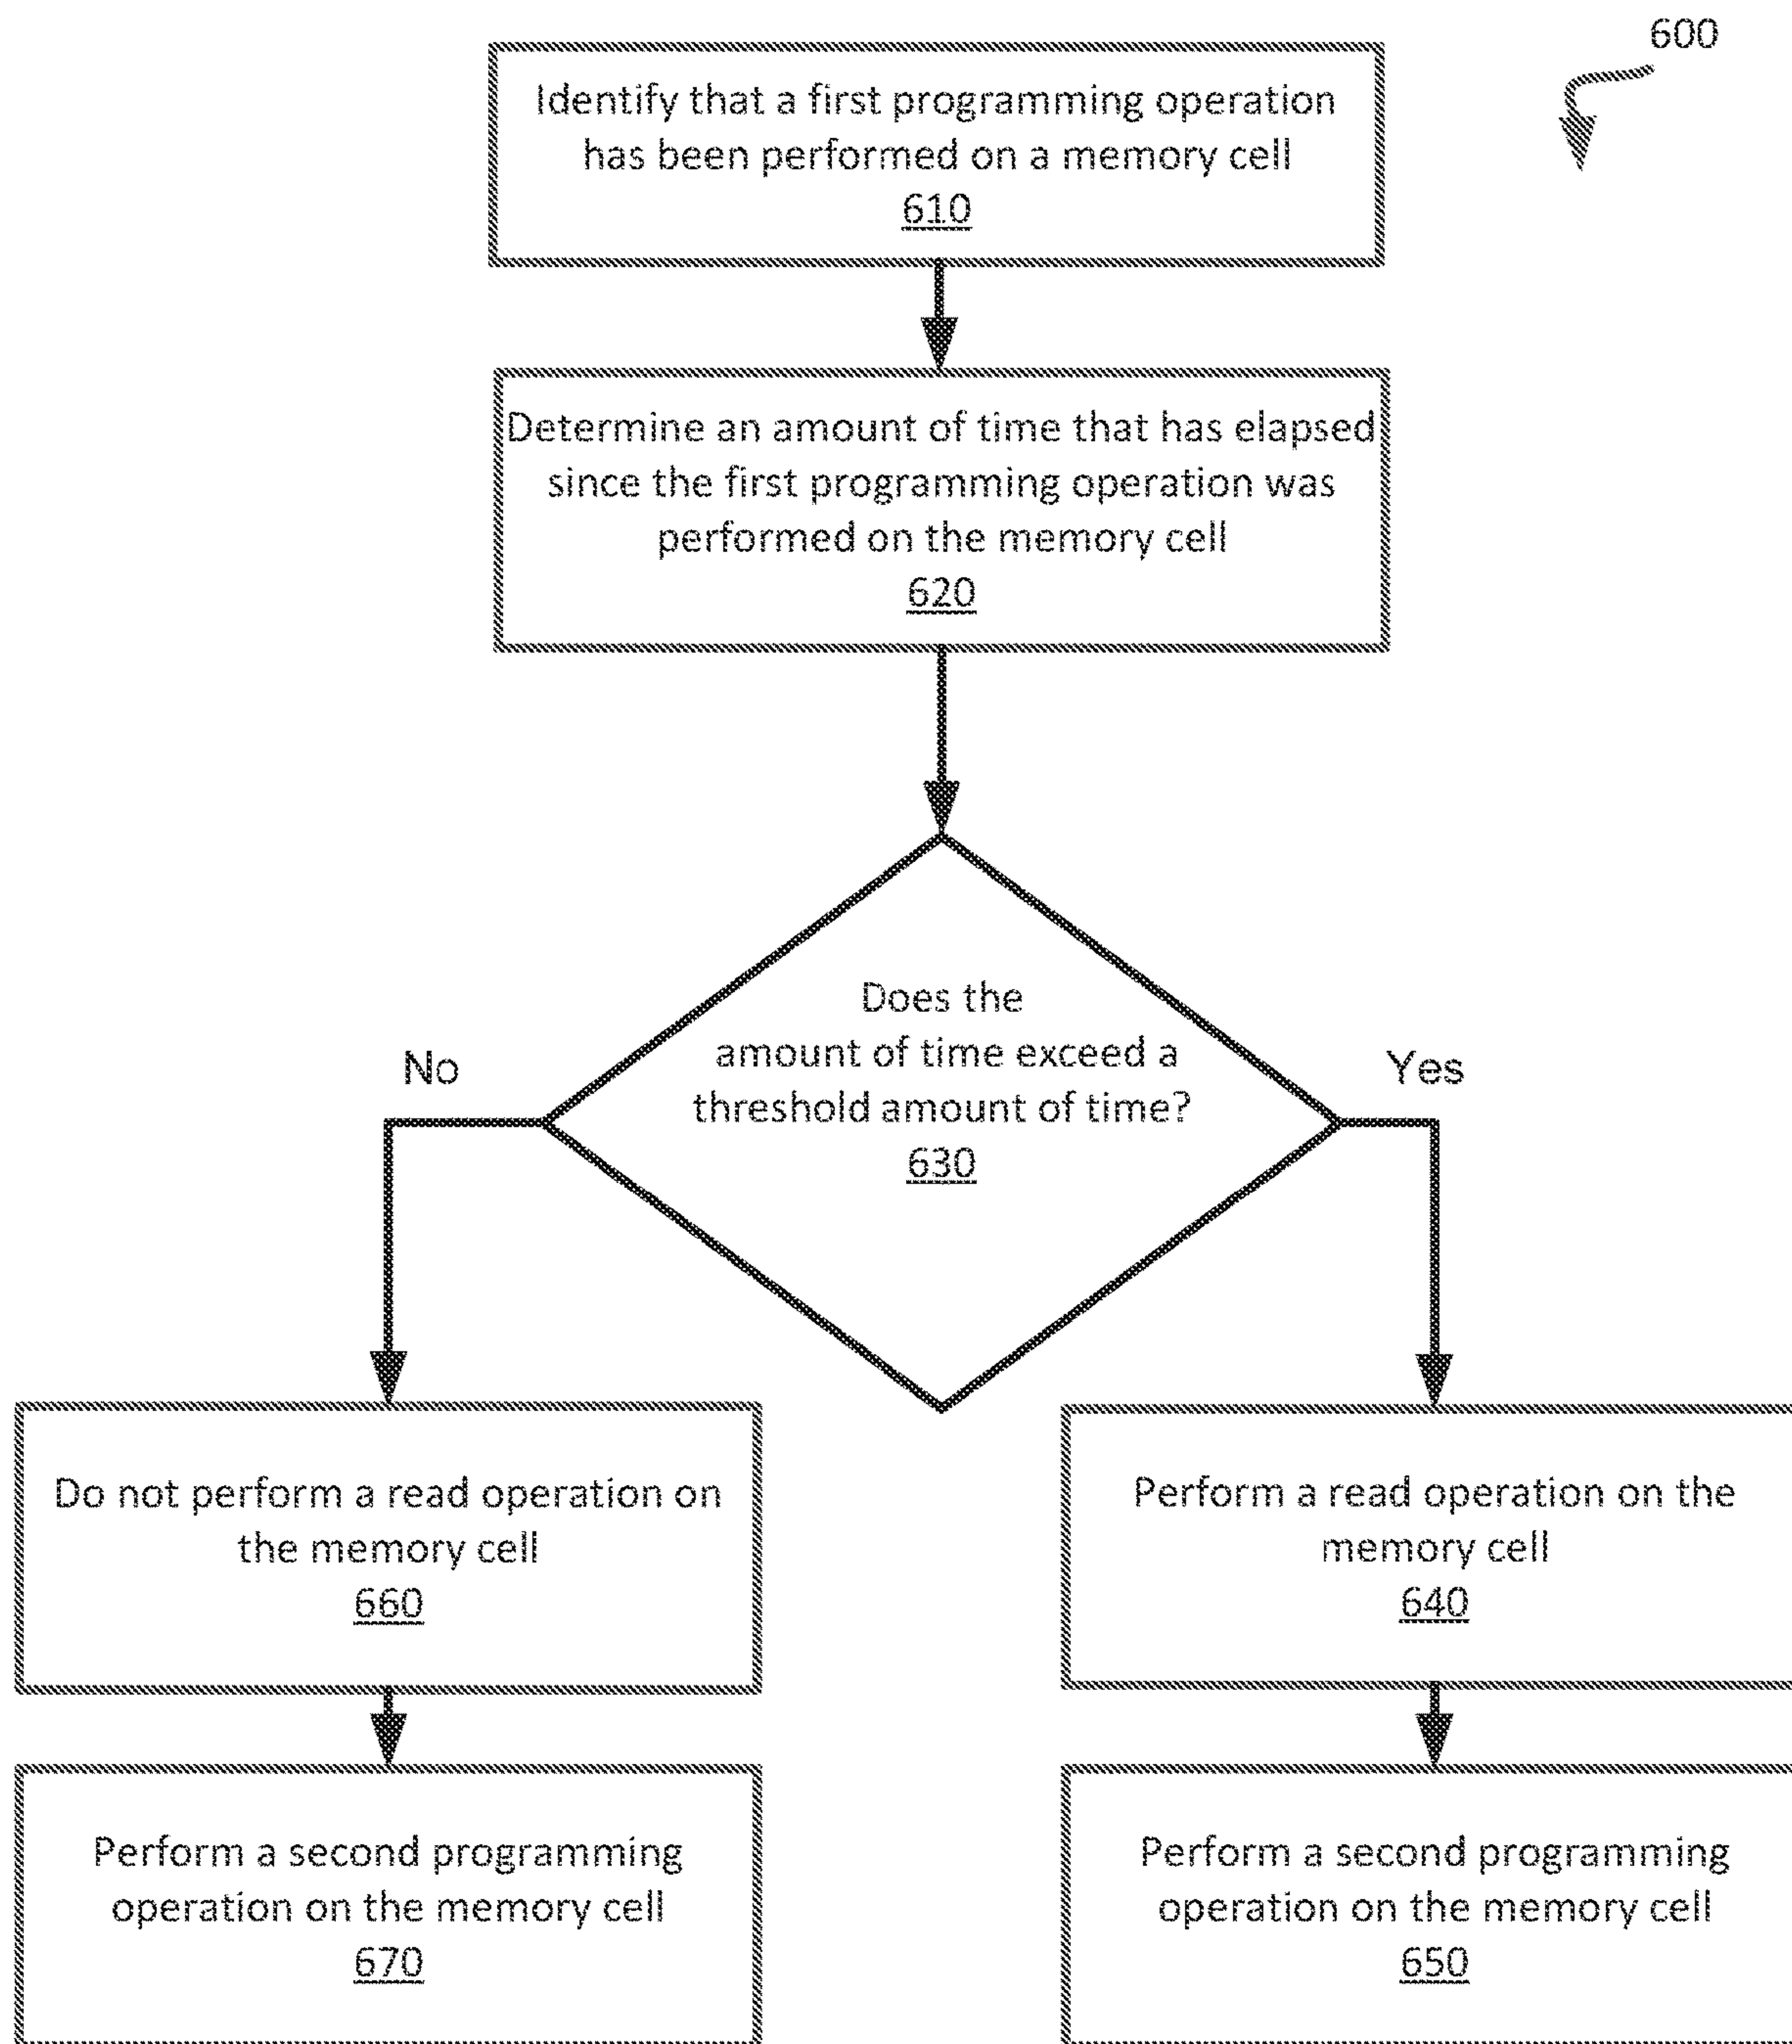 600
Identify that a first programming operation
has been performed on a memory cell
610
Determine an amount of time that has elapsed
since the first programming operation was
performed on the memory cell
620
Does the
amount of time exceed a
threshold amount of time?
630
No
Yes
Do not perform a read operation on
the memory cell
660
Perform a read operation on the
memory cell
640
Perform a second programming
operation on the memory cell
670
Perform a second programming
operation on the memory cell
650